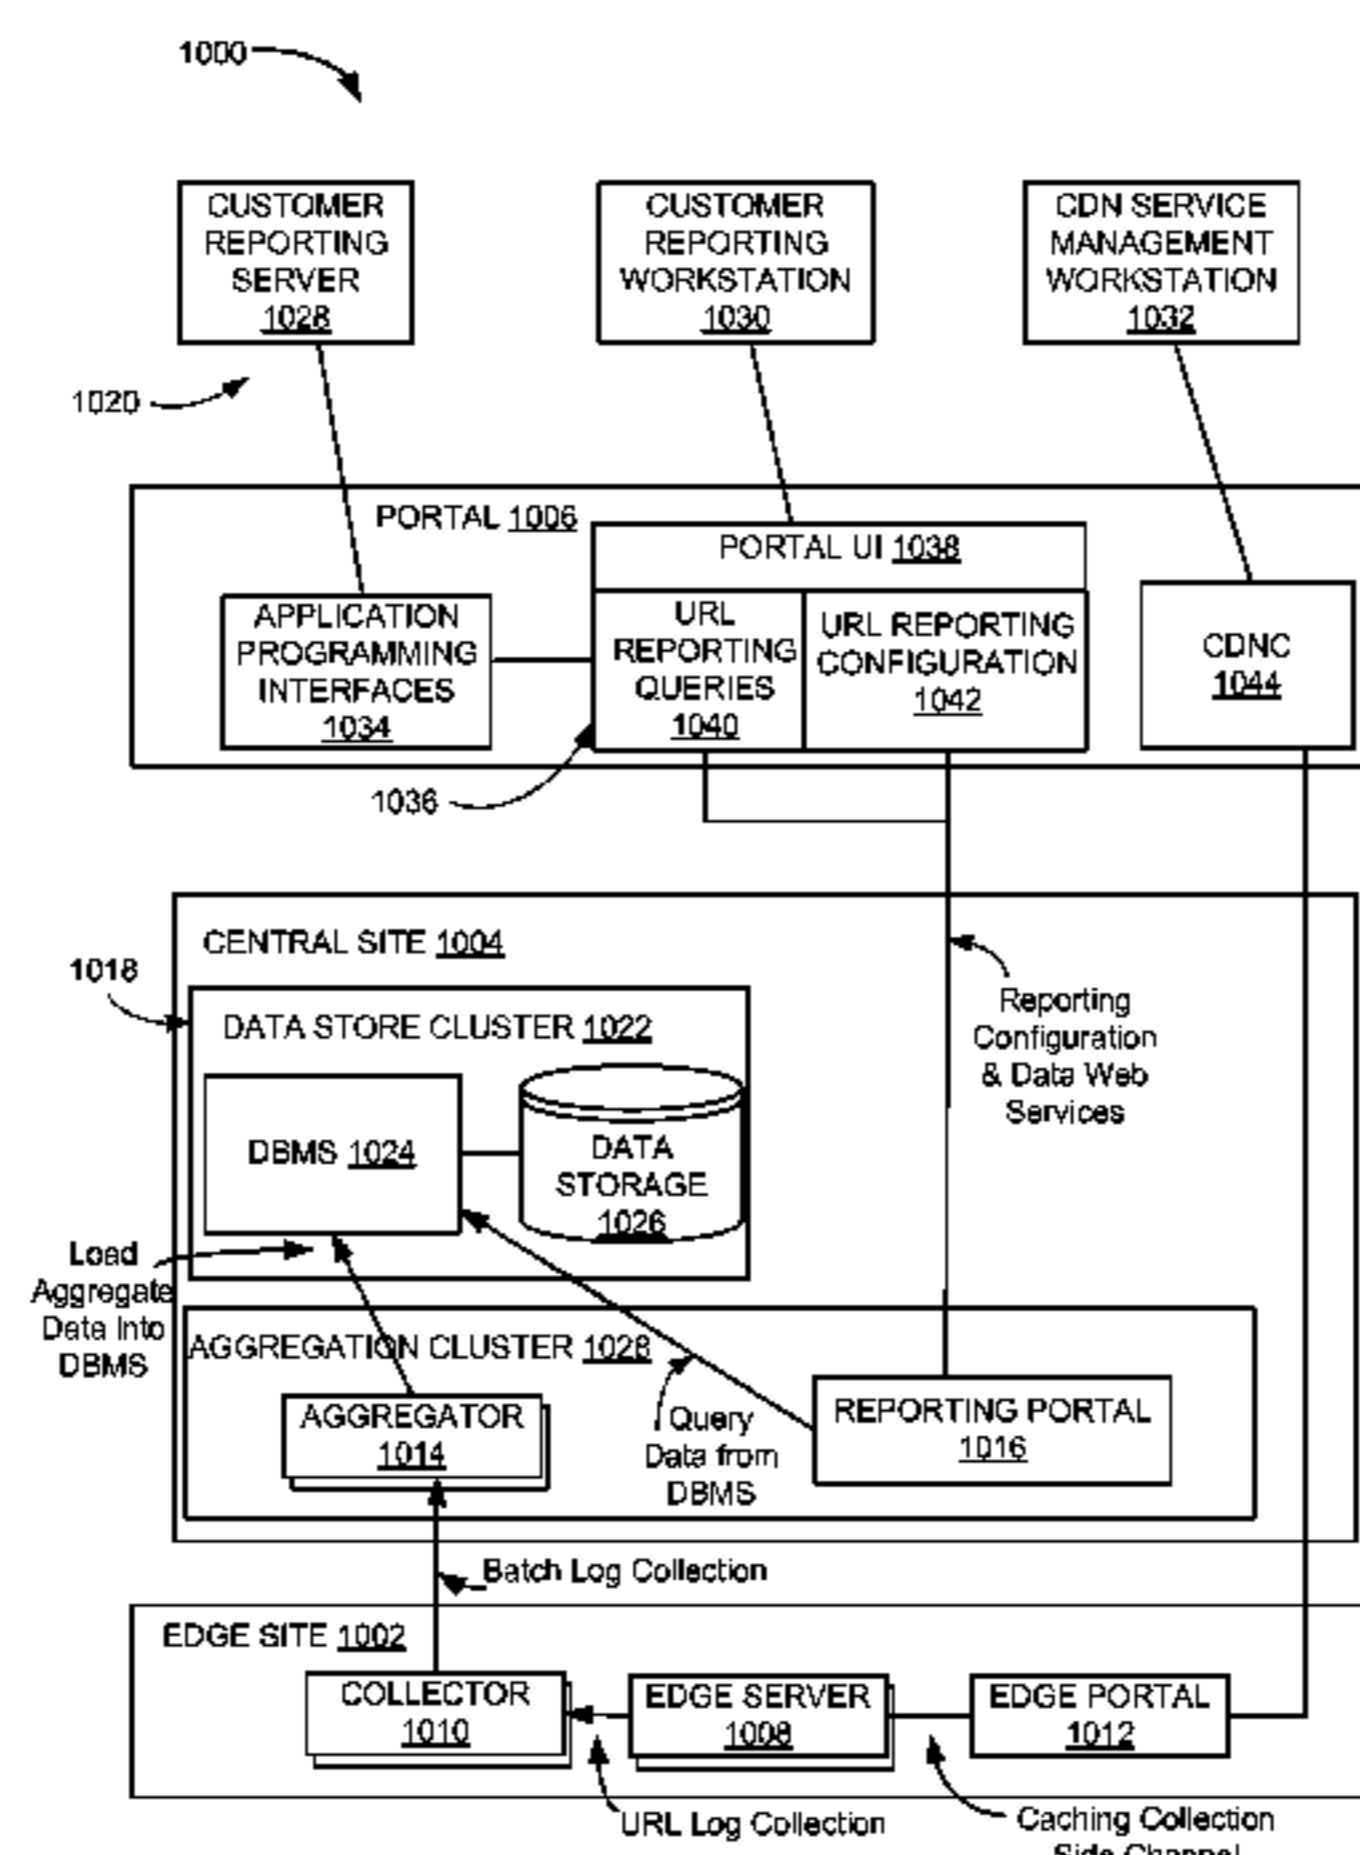 1000
CUSTOMER
REPORTING
SERVER
1028
CUSTOMER
REPORTING
WORKSTATION
1030
CDN SERVICE
MANAGEMENT
WORKSTATION
1032
1020
PORTAL 1006
PORTAL UI 1038
APPLICATION
PROGRAMMING
INTERFACES
1034
URL
REPORTING
QUERIES
1040
URL REPORTING
CONFIGURATION
1042
CDNC
1044
1036
CENTRAL SITE 1004
1018
DATA STORE CLUSTER 1022
Reporting
Configuration
& Data Web
Services
DBMS 1024
DATA
STORAGE
1026
Load
Aggregate
Data into
DBMS
AGGREGATION CLUSTER 1028
AGGREGATOR
1014
Query
Data from
DBMS
REPORTING PORTAL
1016
Batch Log Collection
EDGE SITE 1002
COLLECTOR
1010
EDGE SERVER
1008
EDGE PORTAL
1012
URL Log Collection
Caching Collection
Side Channel